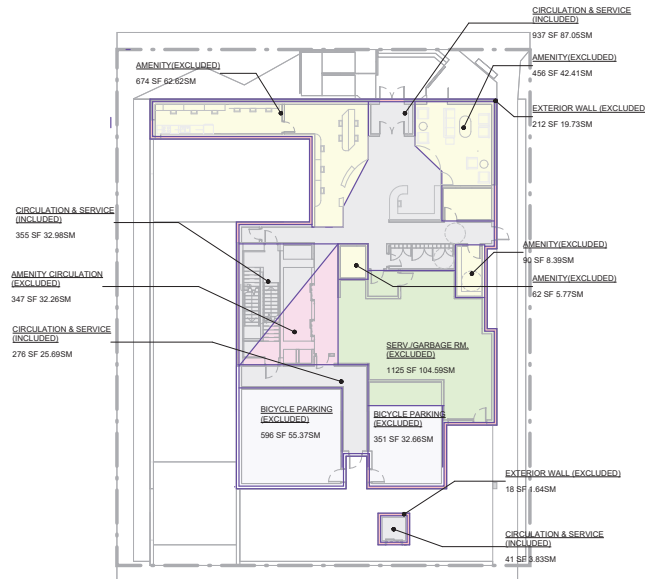 CIRCULATION & SERVICE
(INCLUDED)
937 SF 87.05SM
AMENITY(EXCLUDED)
674 SF 62.62SM
AMENITY(EXCLUDED)
456 SF 42.41SM
EXTERIOR WALL (EXCLUDED
212 SF 19.73SM
CIRCULATION & SERVICE
(INCLUDED)
355 SF 32.98SM
AMENITY(EXCLUDED)
90 SF 8.39SM
AMENITY CIRCULATION
(EXCLUDED)
347 SF 32.26SM
AMENITY(EXCLUDED)
62 SF 5.77SM
CIRCULATION & SERVICE
(INCLUDED)
276 SF 25.69SM
SERV./GARBAGE RM.
(EXCLUDED)
1125 SF 104.59SM
BICYCLE PARKING
(EXCLUDED)
596 SF 55.37SM
BICYCLE PARKING
(EXCLUDED)
351 SF 32.66SM
EXTERIOR WALL (EXCLUDED)
18 SF 1.64SM
CIRCULATION & SERVICE
(INCLUDED)
41 SF 3.83SM